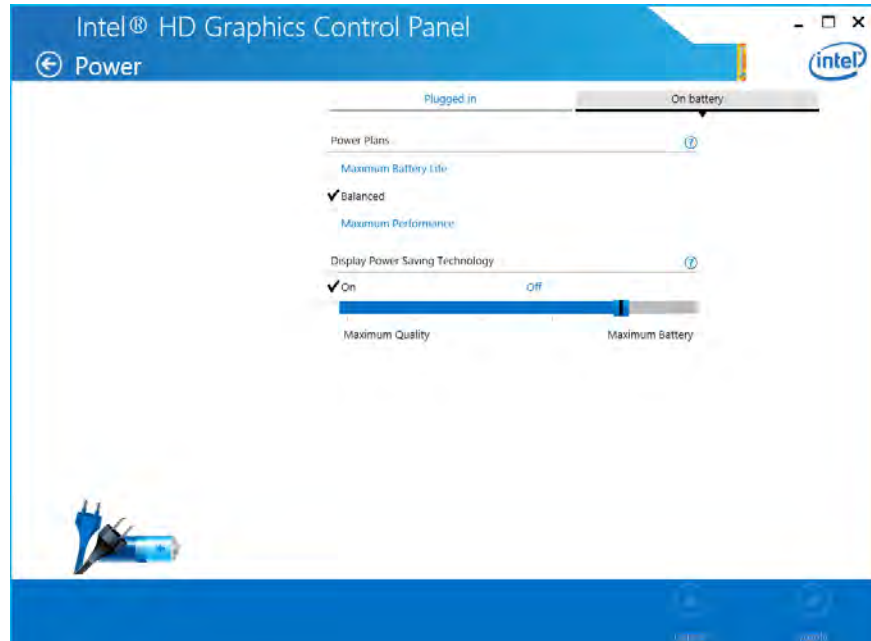 Intel® HD Graphics Control Panel
Power
intel
Plugged in
On battery
Power Plans
Maximum Battery Life
Balanced
Maximum Performance
Display Power Saving Technology
On
Off
Maximum Quality
Maximum Battery